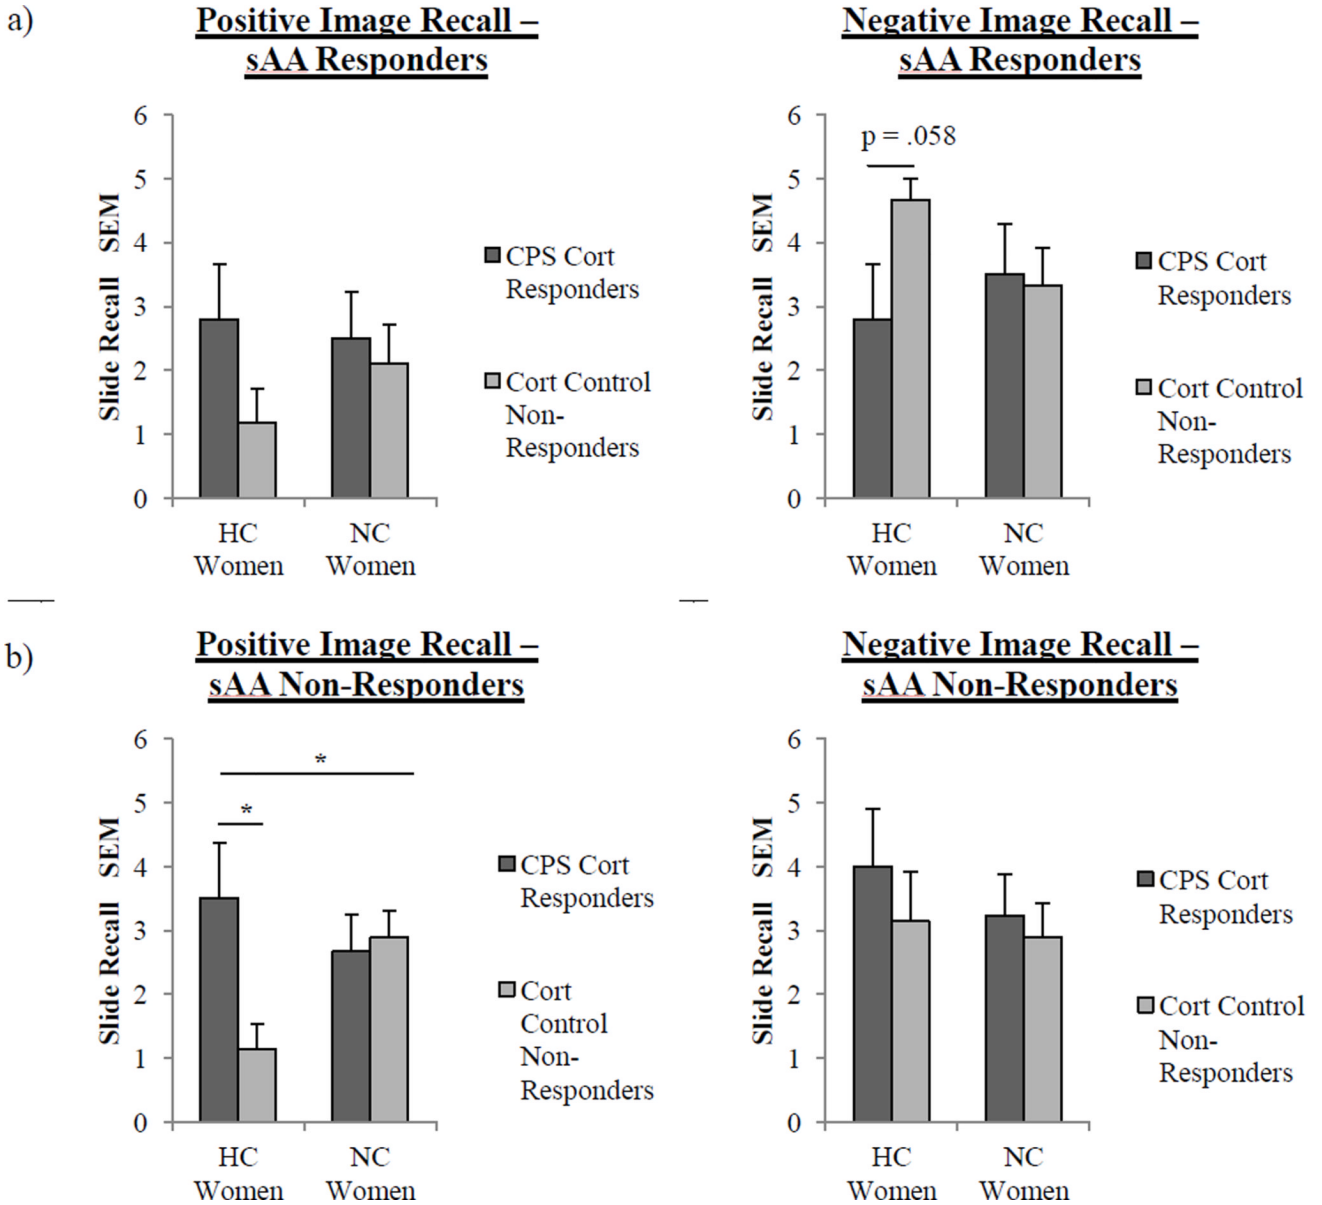 a)
Positive Image Recall –
sAA Responders
6
5
4
3
2
1
0
Slide Recall SEM
HC
Women
NC
Women
CPS Cort
Responders
Cort Control
Non-
Responders
Negative Image Recall –
sAA Responders
6
5
4
3
2
1
0
Slide Recall SEM
p = .058
HC
Women
NC
Women
CPS Cort
Responders
Cort Control
Non-
Responders
b)
Positive Image Recall –
sAA Non-Responders
6
5
4
3
2
1
0
Slide Recall SEM
*
*
HC
Women
NC
Women
CPS Cort
Responders
Cort
Control
Non-
Responders
Negative Image Recall –
sAA Non-Responders
6
5
4
3
2
1
0
Slide Recall SEM
HC
Women
NC
Women
CPS Cort
Responders
Cort Control
Non-
Responders